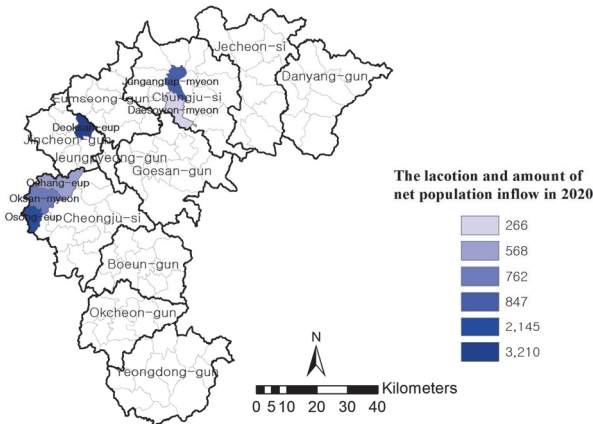 Jecheon-si
Danyang-gun
Jungangtap-myeon
Eumseong-gun
Chungju-si
Daesowon-myeon
Deoksan-eup
Jincheon-gun
Jeungpyeong-gun
Goesan-gun
Ochang-eup
Oksan-myeon
Osong-eup
Cheongju-si
Boeun-gun
Okcheon-gun
Yeongdong-gun
The lacotion and amount of
net population inflow in 2020
266
568
762
847
2,145
3,210
N
Kilometers
0 5 10 20 30 40